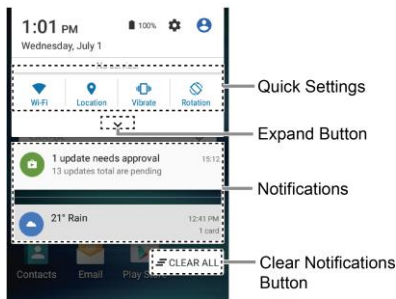 1:01 PM
100%
Wednesday, July 1
Wi-Fi
Location
Vibrate
Rotation
Quick Settings
Expand Button
1 update needs approval
15:12
13 updates total are pending
Notifications
21° Rain
12:41 PM
1 card
CLEAR ALL
Contacts
Email
Play
Clear Notifications
Button